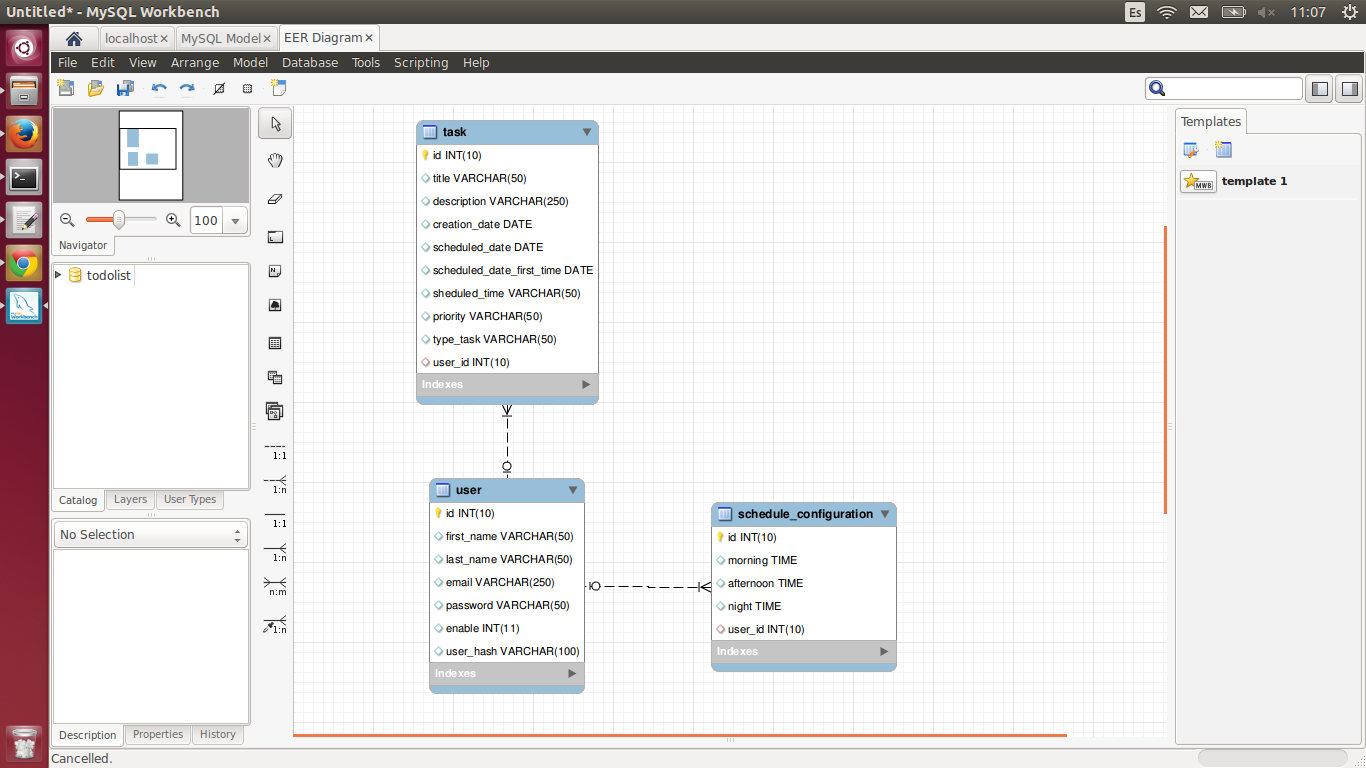 Untitled* - MySQL Workbench
Es
11:07
localhost
MySQL Model
EER Diagram
File Edit View Arrange Model Database Tools Scripting Help
100
Navigator
todolist
Catalog Layers User Types
No Selection
Description Properties History
Cancelled.
1:1
1:n
1:1
1:n
n:m
1:n
task
id INT(10)
title VARCHAR(50)
description VARCHAR(250)
creation_date DATE
scheduled_date DATE
scheduled_date_first_time DATE
sheduled_time VARCHAR(50)
priority VARCHAR(50)
type_task VARCHAR(50)
user_id INT(10)
Indexes
user
id INT(10)
first_name VARCHAR(50)
last_name VARCHAR(50)
email VARCHAR(250)
password VARCHAR(50)
enable INT(11)
user_hash VARCHAR(100)
Indexes
schedule_configuration
id INT(10)
morning TIME
afternoon TIME
night TIME
user_id INT(10)
Indexes
Templates
MWB
template 1